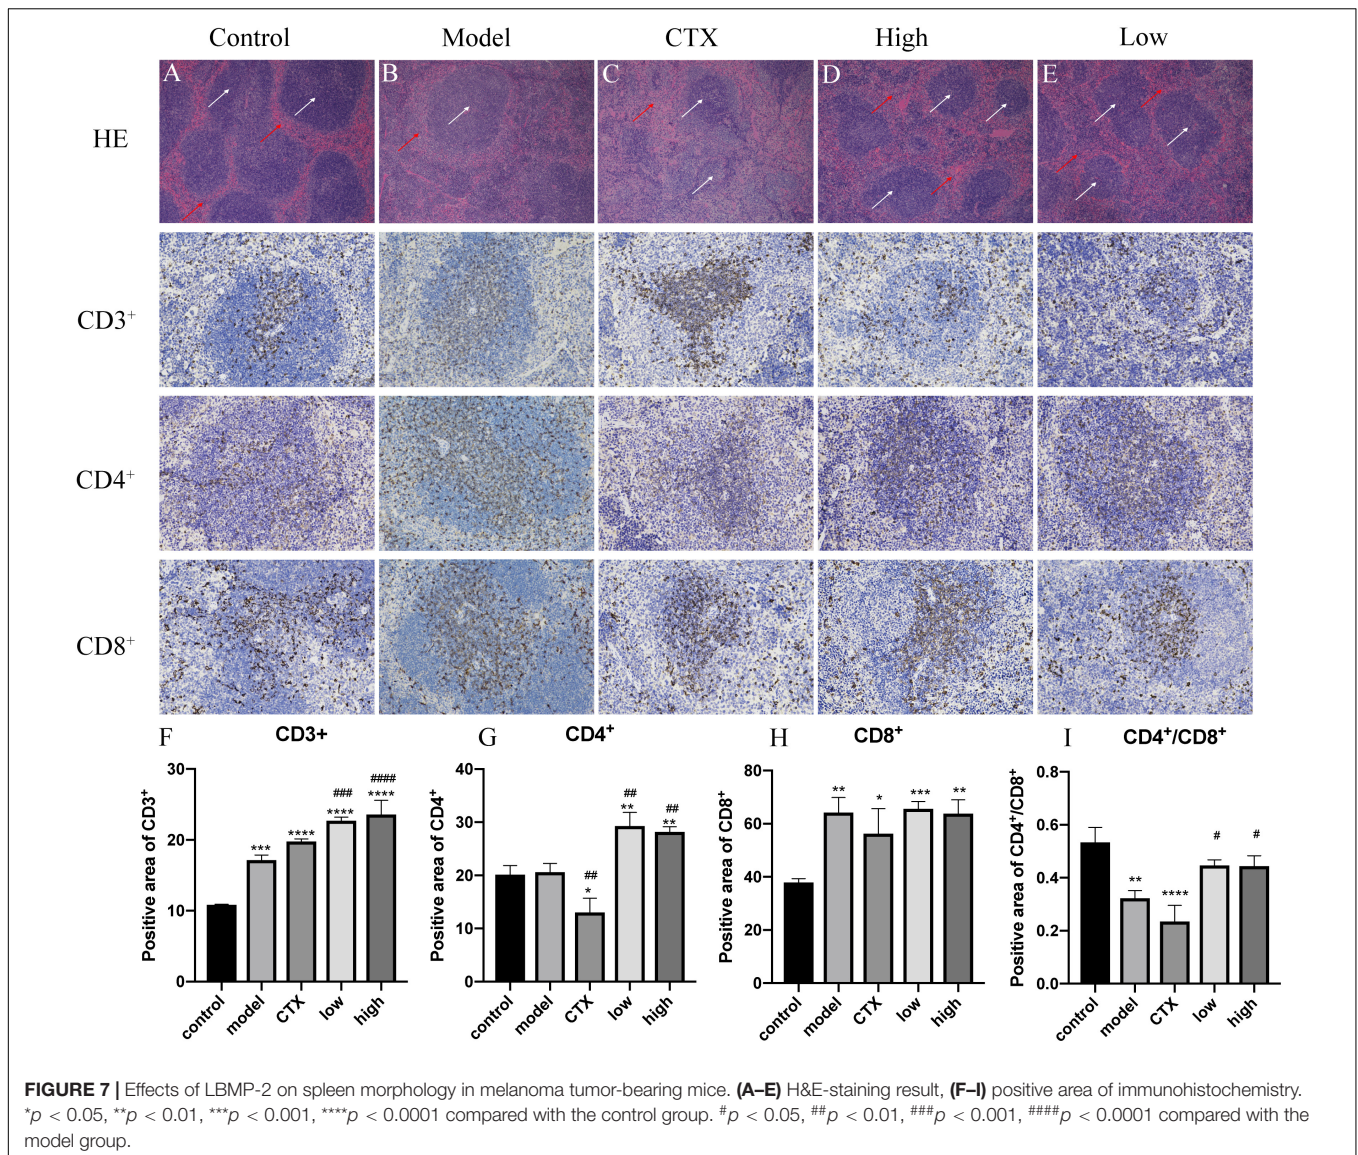 Control Model CTX High Low
HE A B C D E
CD3⁺
CD4⁺
CD8⁺
F CD3+
Positive area of CD3⁺
30
20
10
0
*** **** ### **** #### ****
control model CTX low high
G CD4⁺
Positive area of CD4⁺
40
30
20
10
0
## * ## ** ## **
control model CTX low high
H CD8⁺
Positive area of CD8⁺
80
60
40
20
0
** * *** **
control model CTX low high
I CD4⁺/CD8⁺
Positive area of CD4⁺/CD8⁺
0.8
0.6
0.4
0.2
0.0
** **** # #
control model CTX low high
FIGURE 7 | Effects of LBMP-2 on spleen morphology in melanoma tumor-bearing mice. (A–E) H&E-staining result, (F–I) positive area of immunohistochemistry.
*p < 0.05, **p < 0.01, ***p < 0.001, ****p < 0.0001 compared with the control group. #p < 0.05, ##p < 0.01, ###p < 0.001, ####p < 0.0001 compared with the
model group.